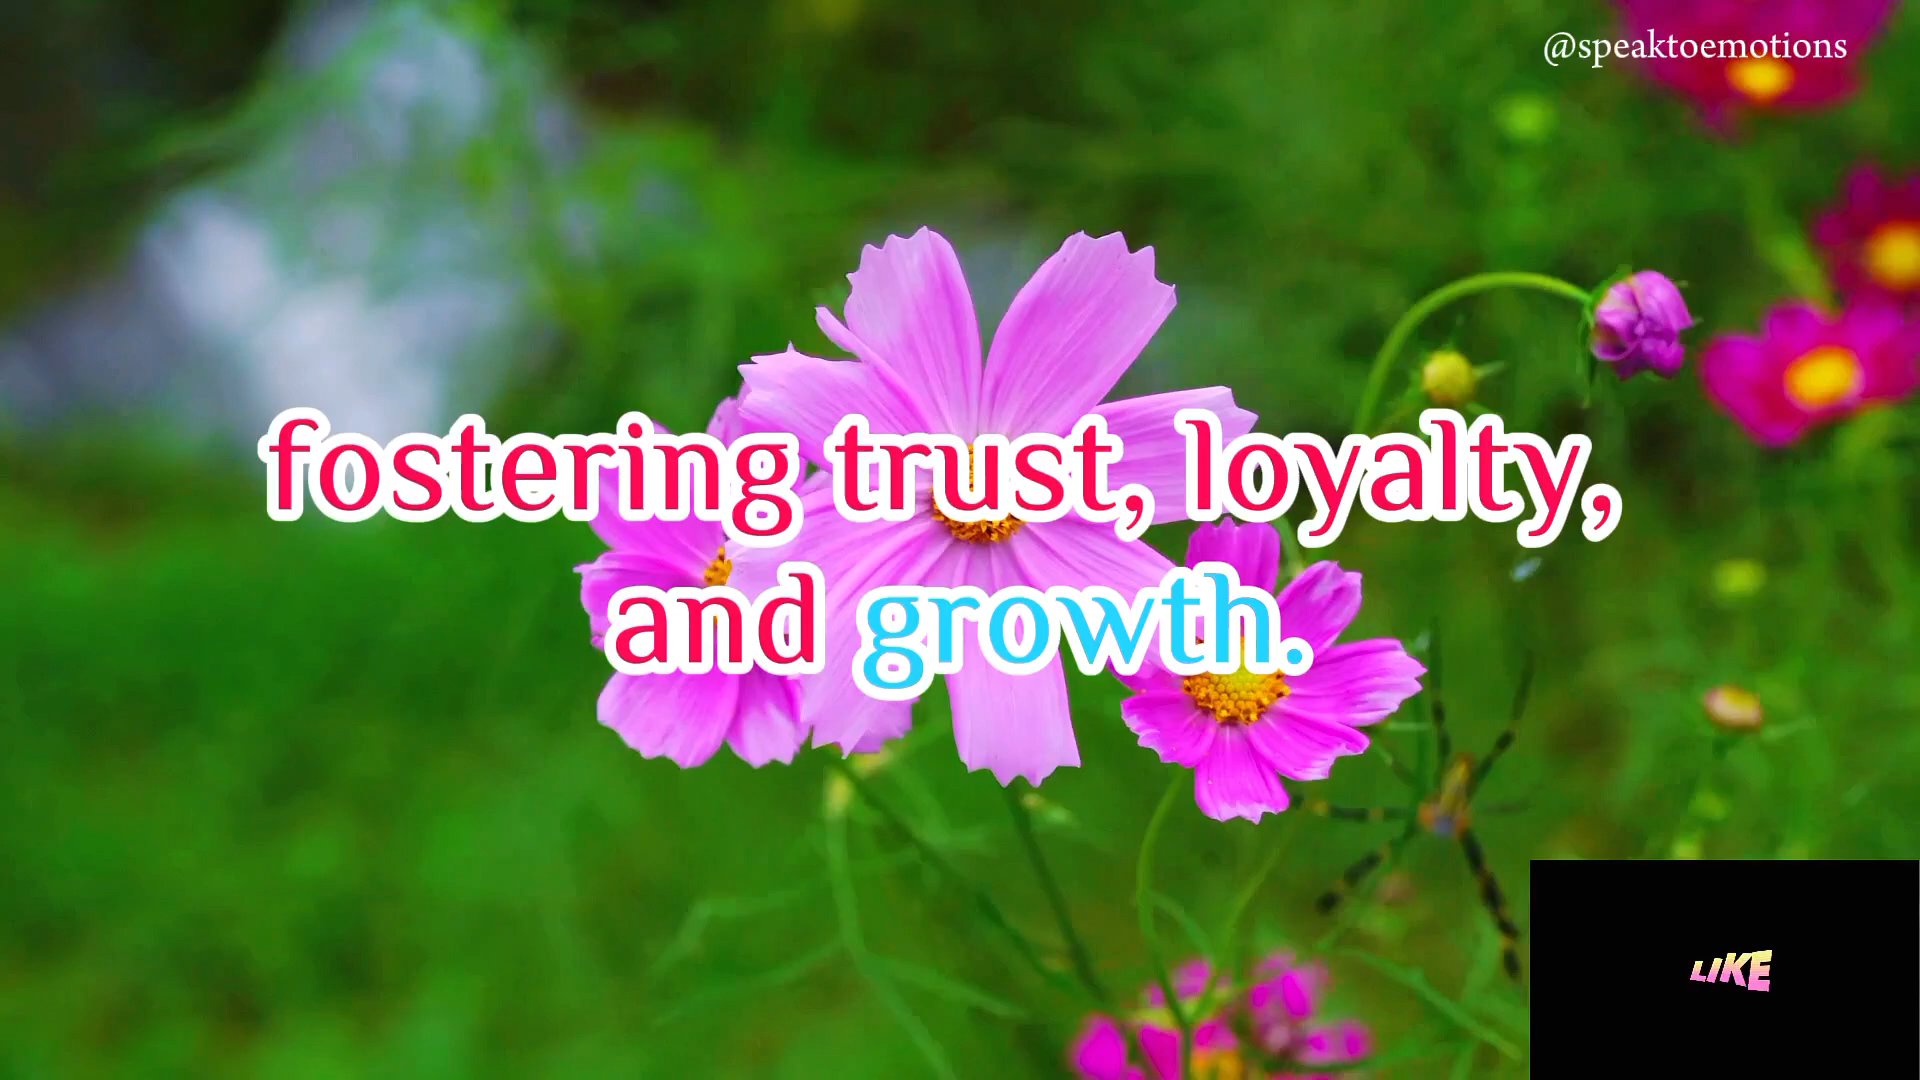 @speaktoemotions
fostering trust, loyalty,
and growth.
LIKE